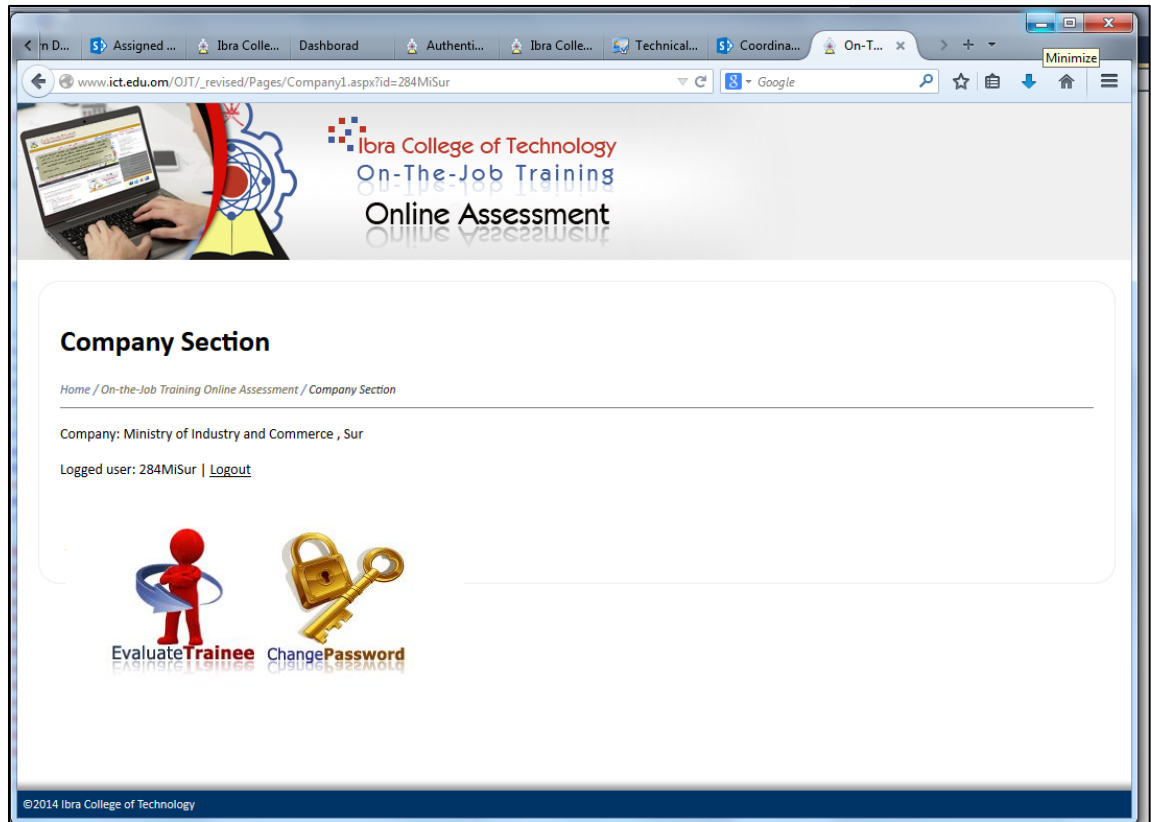 n D...
Assigned ...
Ibra Colle...
Dashborad
Authenti...
Ibra Colle...
Technical...
Coordina...
On-T...
Minimize
www.ict.edu.om/OJT/_revised/Pages/Company1.aspx?id=284MiSur
Google
Ibra College of Technology
On-The-Job Training
Online Assessment
Company Section
Home / On-the-Job Training Online Assessment / Company Section
Company: Ministry of Industry and Commerce , Sur
Logged user: 284MiSur | Logout
EvaluateTrainee
ChangePassword
©2014 Ibra College of Technology